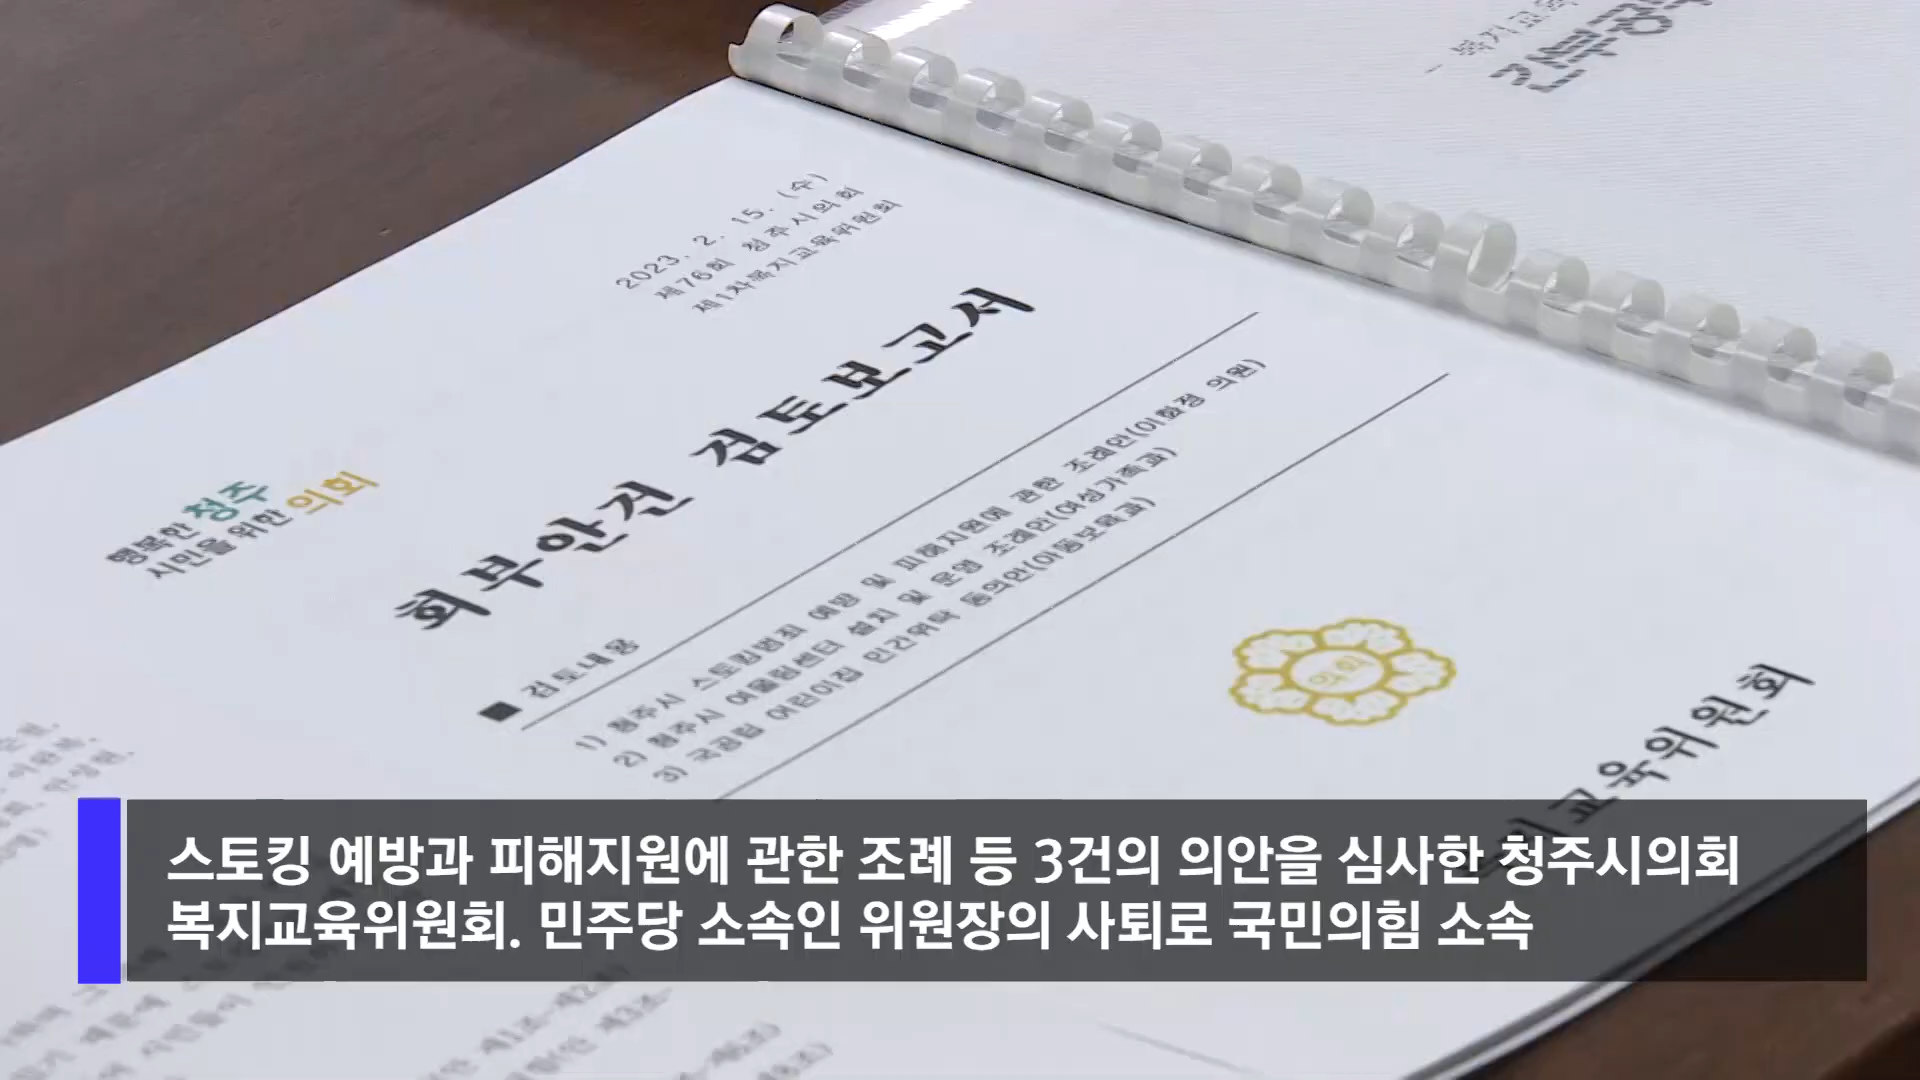 2023. 2. 15. (수)
제76회 청주시의회
제1차복지교육위원회
행복한 청주
시민을 위한 의회
회부안건 검토보고서
■ 검토내용
1) 청주시 스토킹범죄 예방 및 피해지원에 관한 조례안(이화정 의원)
2) 청주시 여울림센터 설치 및 운영 조례안(여성가족과)
3) 국공립 어린이집 민간위탁 동의안(아동보육과)
의회
교육위원회
스토킹 예방과 피해지원에 관한 조례 등 3건의 의안을 심사한 청주시의회
복지교육위원회. 민주당 소속인 위원장의 사퇴로 국민의힘 소속